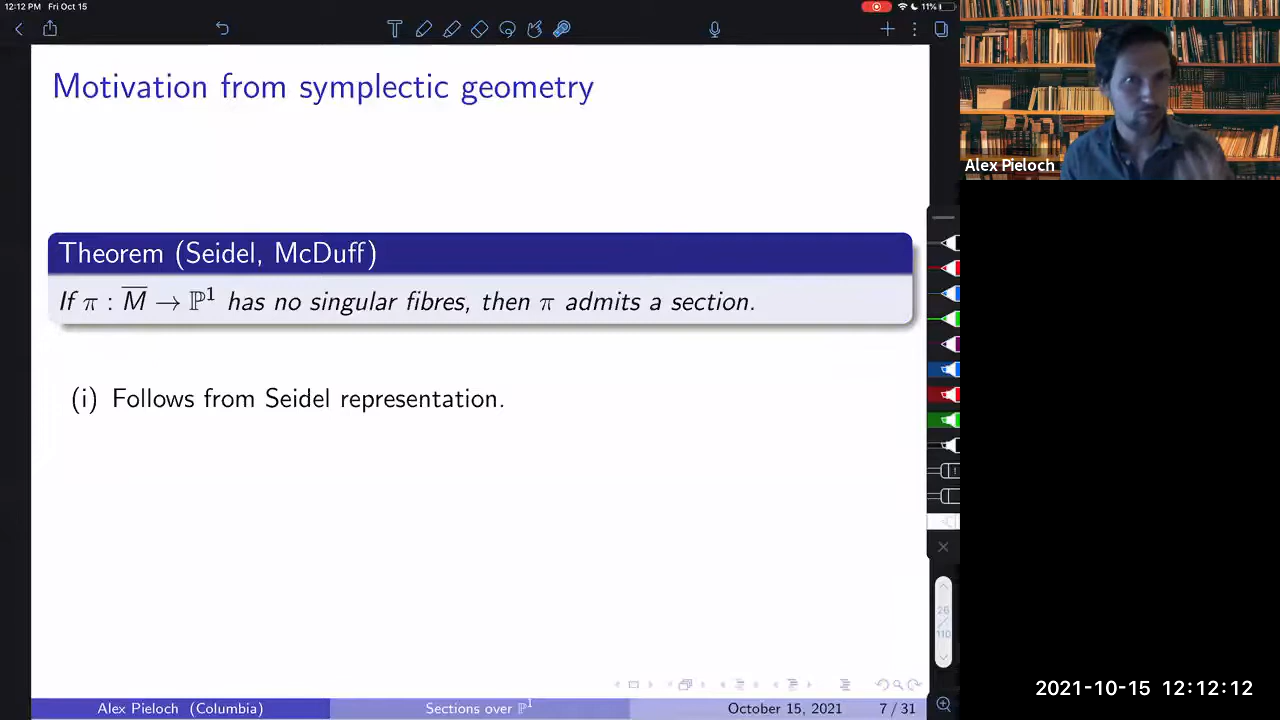 12:12 PM Fri Oct 15
11%
Motivation from symplectic geometry
Alex Pieloch
Theorem (Seidel, McDuff)
If π : M̅ → ℙ¹ has no singular fibres, then π admits a section.
(i) Follows from Seidel representation.
26
110
2021-10-15 12:12:12
Alex Pieloch (Columbia) Sections over ℙ¹ October 15, 2021 7 / 31